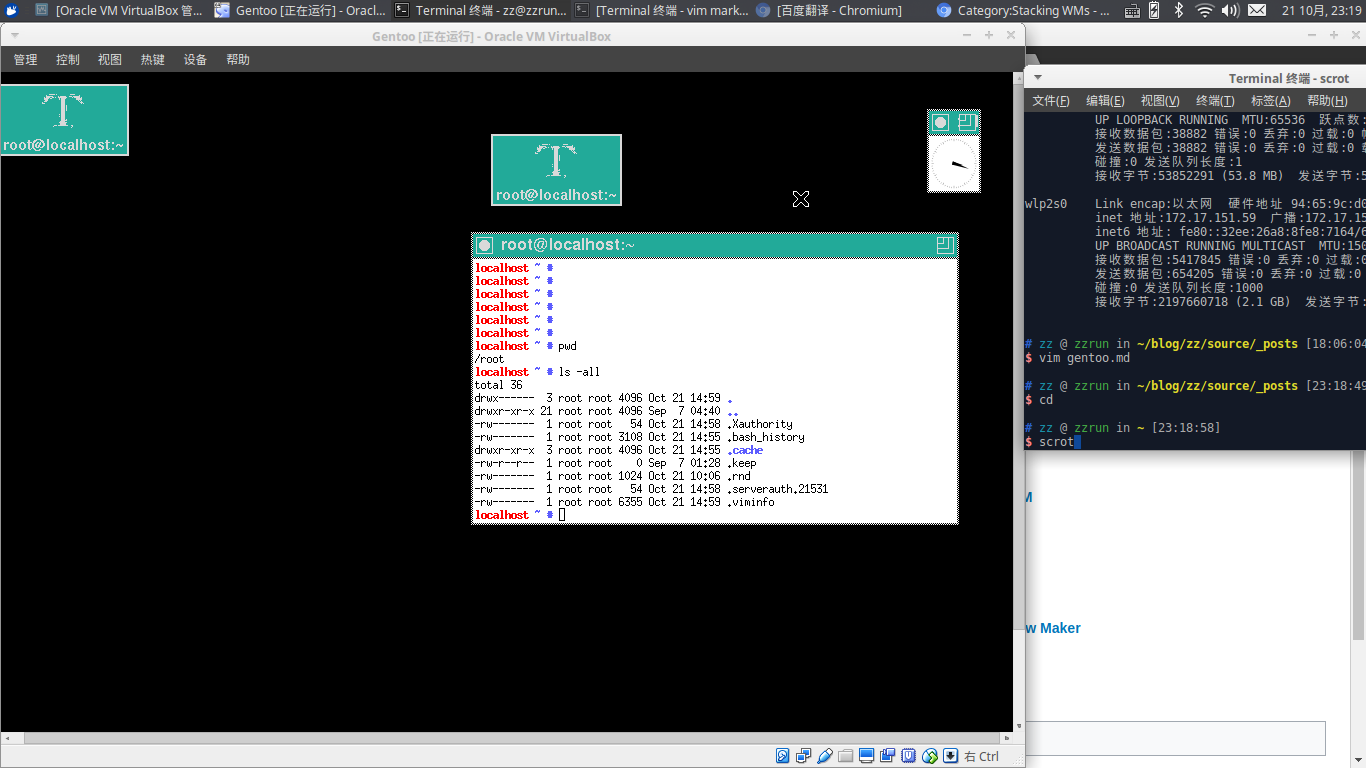 [Oracle VM VirtualBox 管... Gentoo [正在运行] - Oracl... Terminal 终端 - zz@zzrun... [Terminal 终端 - vim mark... [百度翻译 - Chromium] Category:Stacking WMs - ... 21 10月, 23:19
Gentoo [正在运行] - Oracle VM VirtualBox
管理 控制 视图 热键 设备 帮助
root@localhost:~
root@localhost:~
root@localhost:~
localhost ~ #
localhost ~ #
localhost ~ #
localhost ~ #
localhost ~ #
localhost ~ #
localhost ~ # pwd
/root
localhost ~ # ls -all
total 36
drwx------ 3 root root 4096 Oct 21 14:59 .
drwxr-xr-x 21 root root 4096 Sep 7 04:40 ..
-rw------- 1 root root 54 Oct 21 14:58 .Xauthority
-rw------- 1 root root 3108 Oct 21 14:55 .bash_history
drwxr-xr-x 3 root root 4096 Oct 21 14:55 .cache
-rw-r--r-- 1 root root 0 Sep 7 01:28 .keep
-rw------- 1 root root 1024 Oct 21 10:06 .rnd
-rw------- 1 root root 54 Oct 21 14:58 .serverauth.21531
-rw------- 1 root root 6355 Oct 21 14:59 .viminfo
localhost ~ #
右 Ctrl
Terminal 终端 - scrot
文件(F) 编辑(E) 视图(V) 终端(T) 标签(A) 帮助(H)
UP LOOPBACK RUNNING MTU:65536 跃点数:
接收数据包:38882 错误:0 丢弃:0 过载:0
发送数据包:38882 错误:0 丢弃:0 过载:0
碰撞:0 发送队列长度:1
接收字节:53852291 (53.8 MB) 发送字节:5
wlp2s0 Link encap:以太网 硬件地址 94:65:9c:d0
inet 地址:172.17.151.59 广播:172.17.15
inet6 地址: fe80::32ee:26a8:8fe8:7164/6
UP BROADCAST RUNNING MULTICAST MTU:150
接收数据包:5417845 错误:0 丢弃:0 过载:
发送数据包:654205 错误:0 丢弃:0 过载:0
碰撞:0 发送队列长度:1000
接收字节:2197660718 (2.1 GB) 发送字节:
# zz @ zzrun in ~/blog/zz/source/_posts [18:06:04
$ vim gentoo.md
# zz @ zzrun in ~/blog/zz/source/_posts [23:18:49
$ cd
# zz @ zzrun in ~ [23:18:58]
$ scrot
M
w Maker